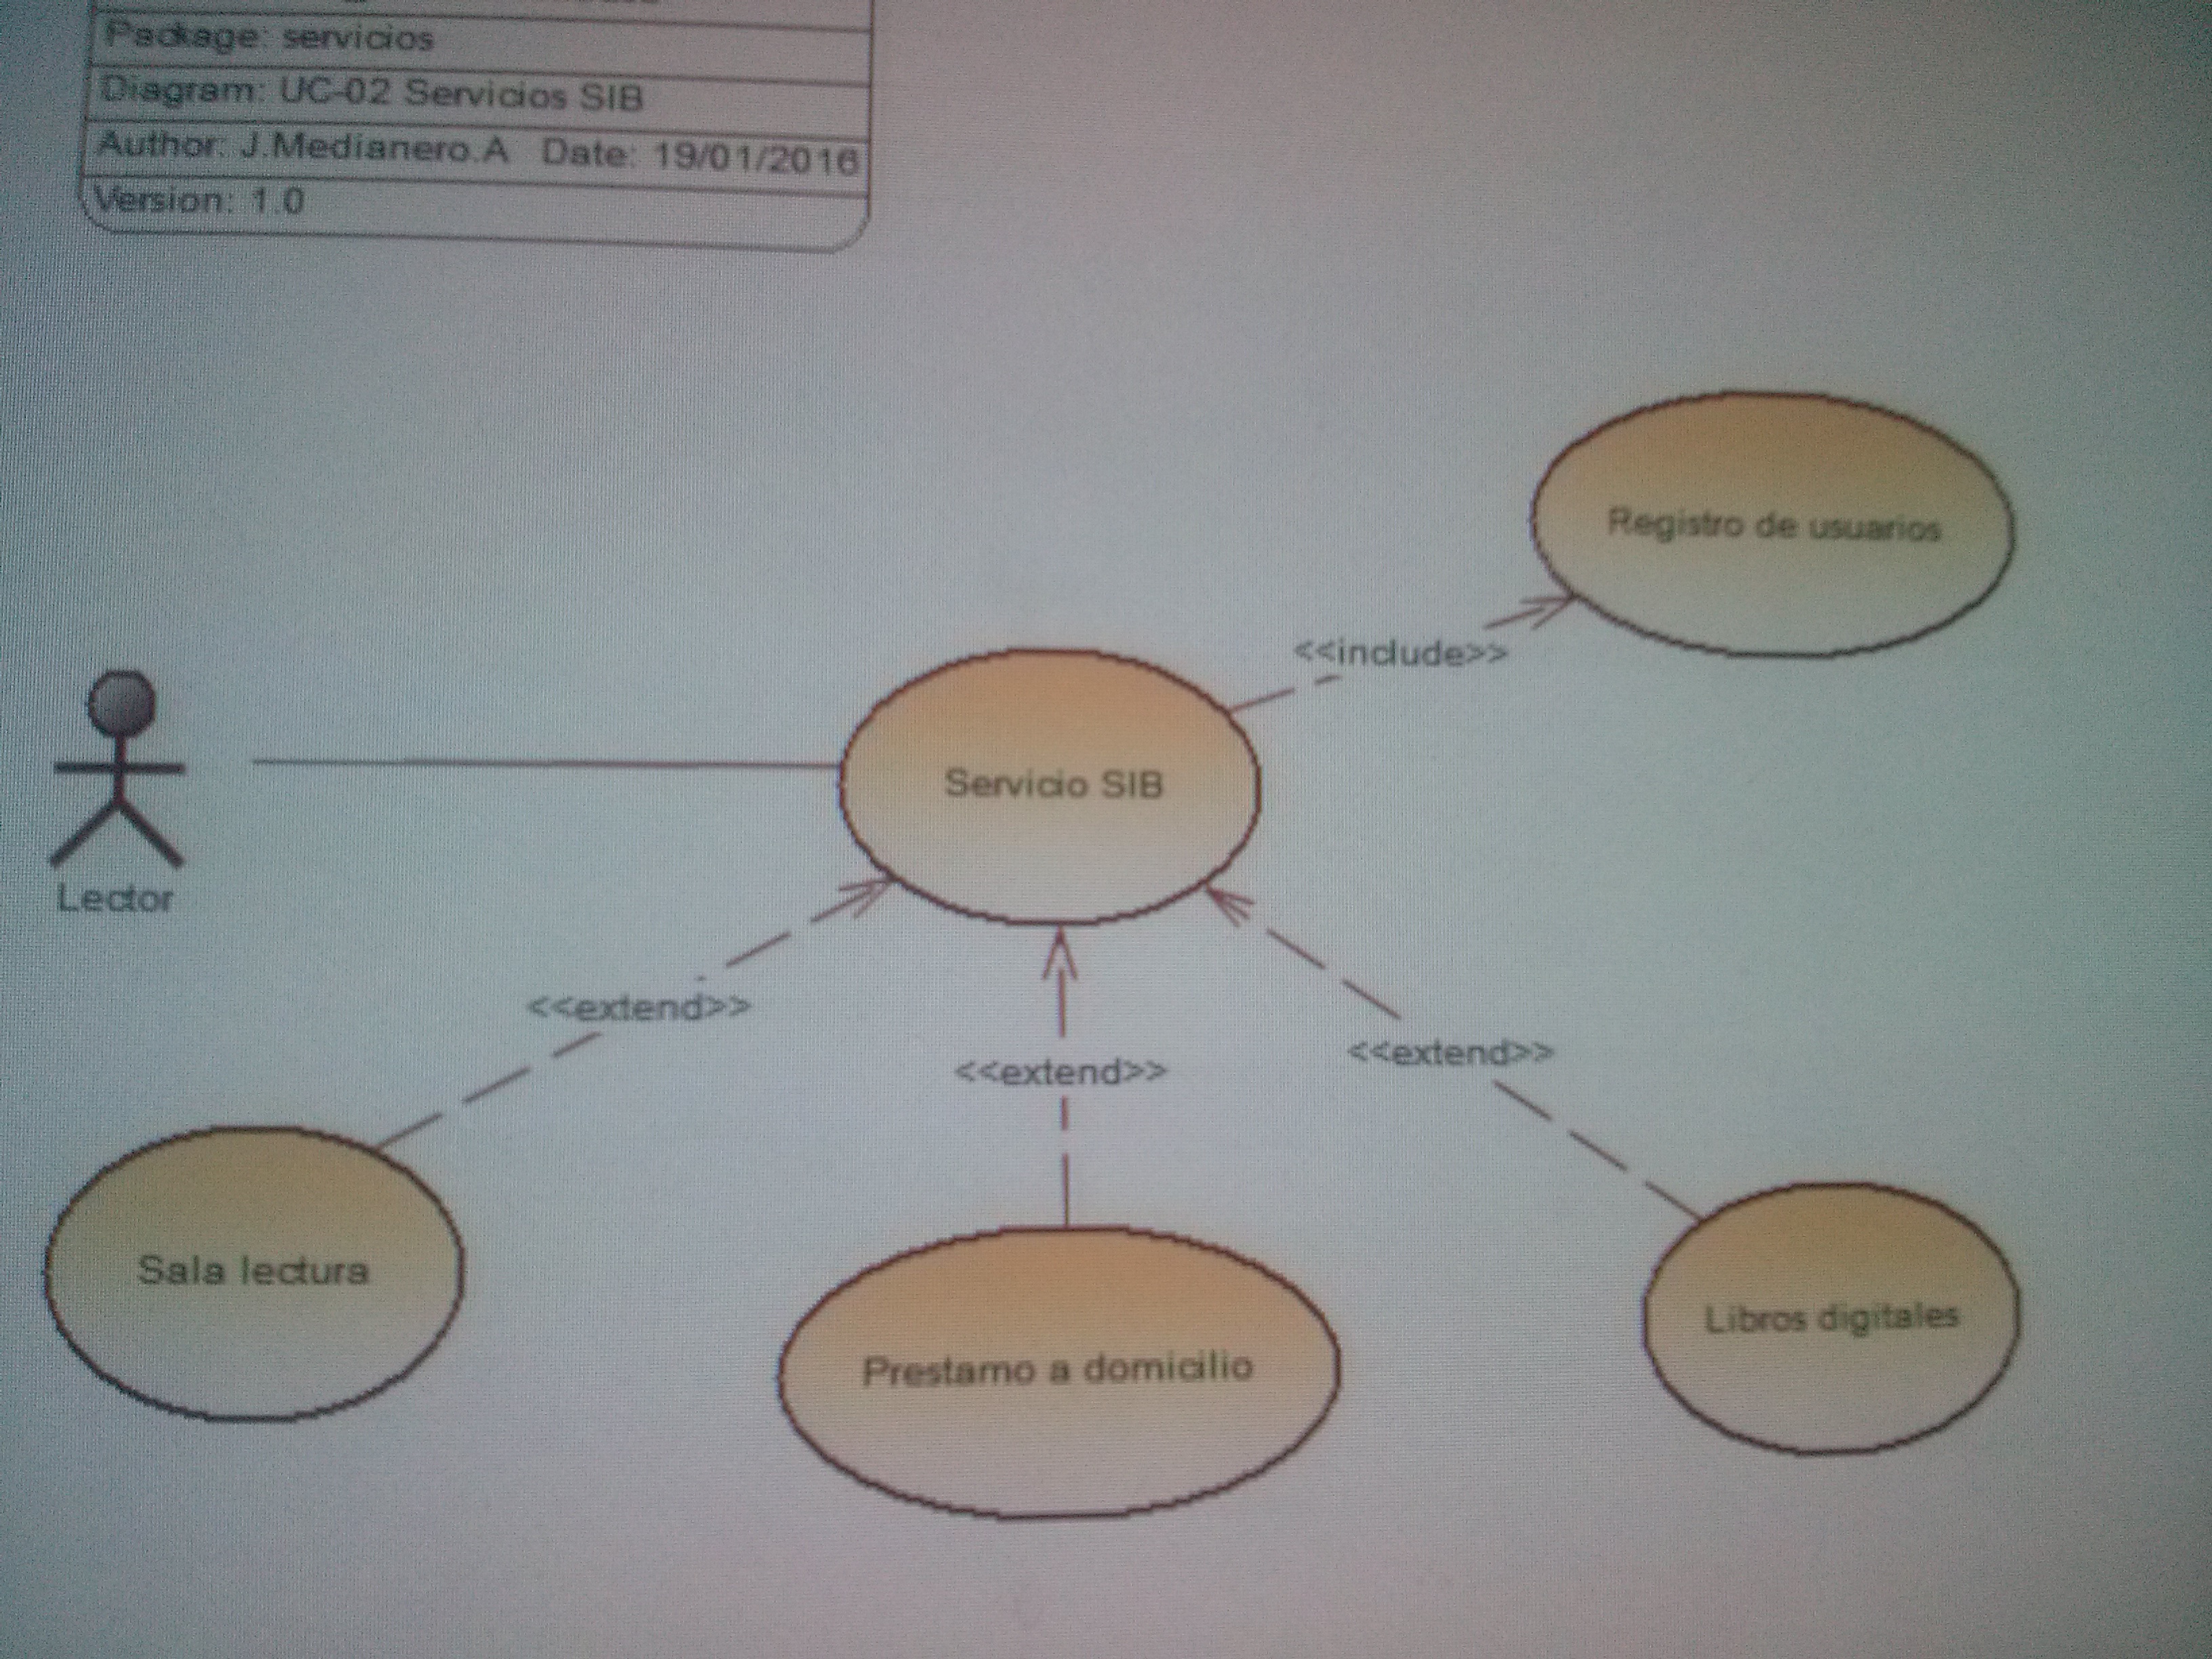 Package: servicios
Diagram: UC-02 Servicios SIB
Author: J.Medianero.A Date: 19/01/2016
Version: 1.0
Registro de usuarios
<<include>>
Servicio SIB
Lector
<<extend>>
<<extend>>
<<extend>>
Sala lectura
Prestamo a domicilio
Libros digitales